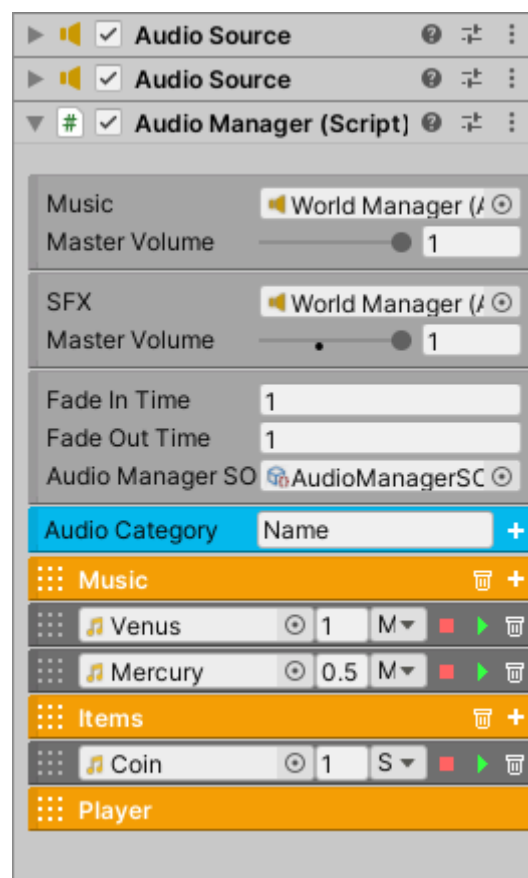 Audio Source
Audio Source
# Audio Manager (Script)
Music World Manager (A
Master Volume 1
SFX World Manager (A
Master Volume 1
Fade In Time 1
Fade Out Time 1
Audio Manager SO AudioManagerSC
Audio Category Name +
Music +
Venus 1 M
Mercury 0.5 M
Items +
Coin 1 S
Player